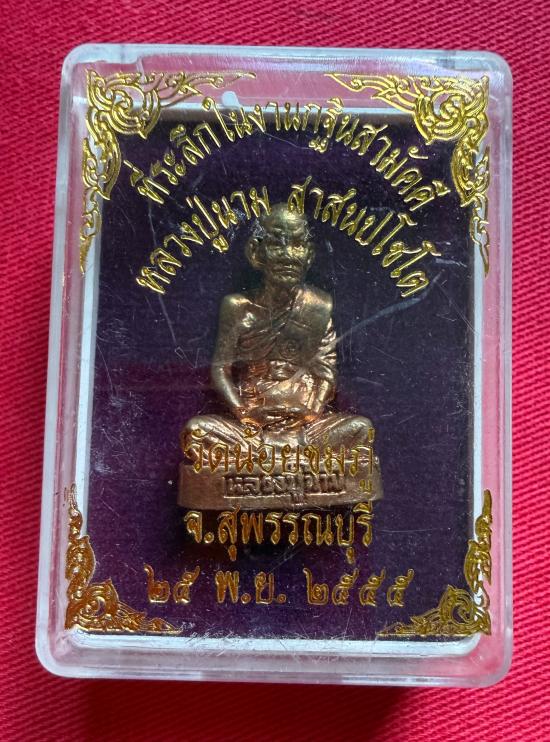 ที่ระลึกในงานกฐินสามัคคี
หลวงปู่นาม สาสนปโชโต
วัดน้อยชมภู่
หลวงปู่นาม
จ.สุพรรณบุรี
๒๕ พ.ย. ๒๕๕๕